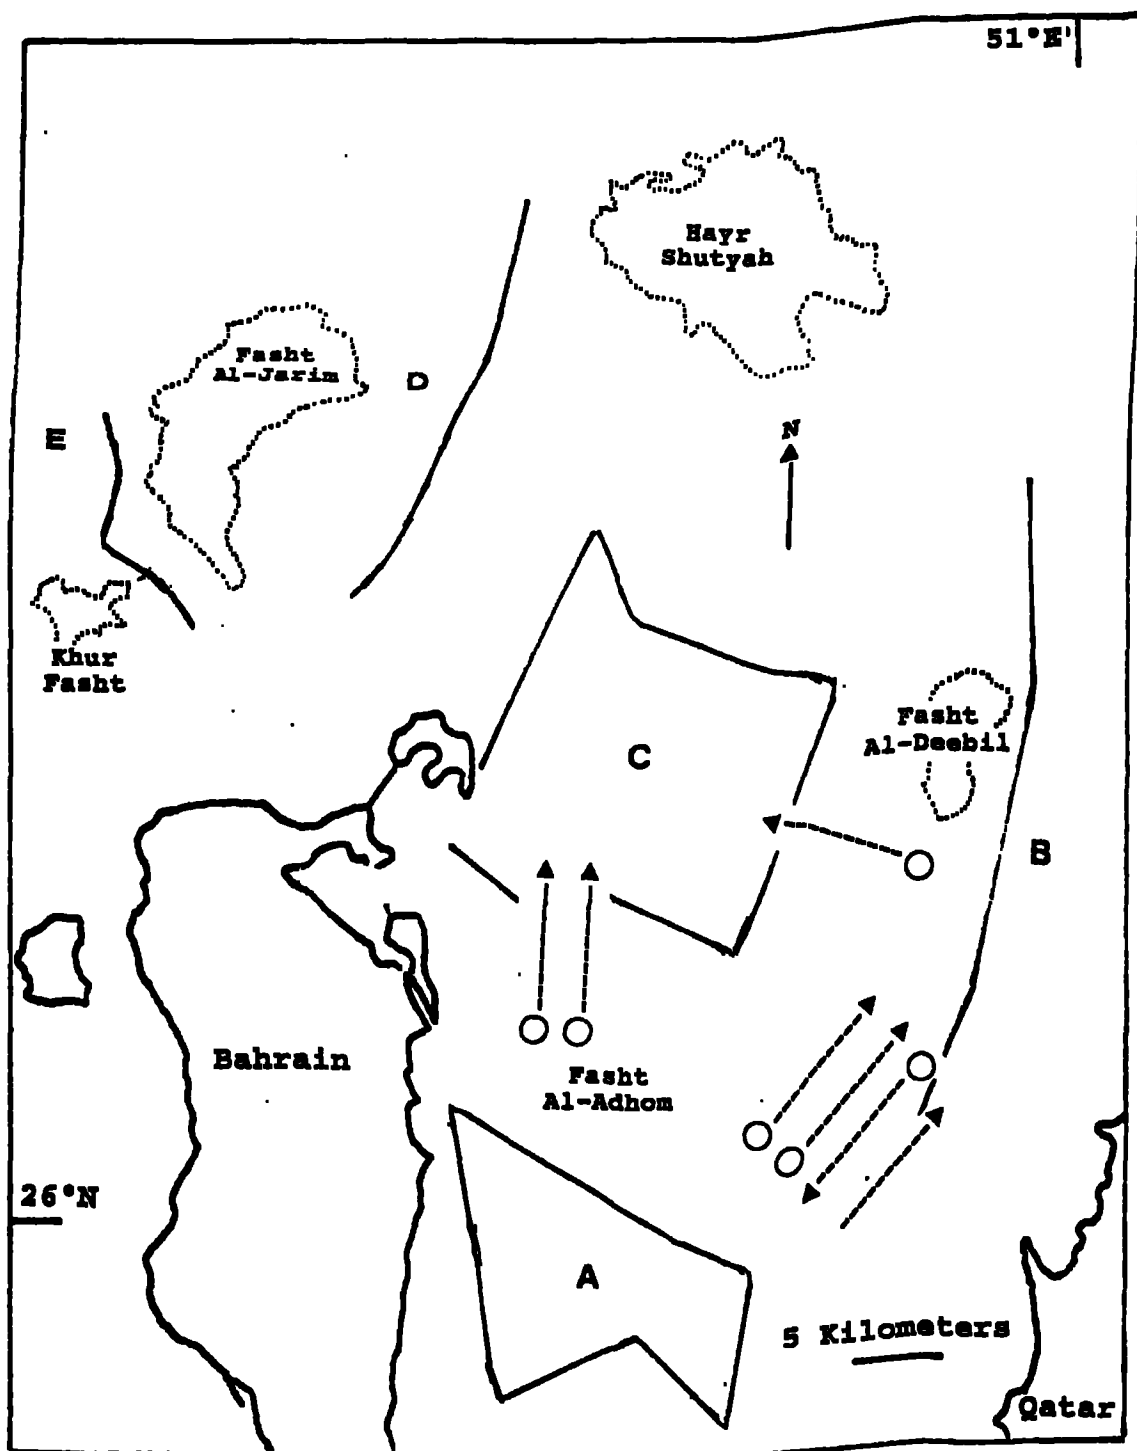 51°E'
Hayr
Shutyah
Fasht
Al-Jarim
D
E
N
Khur
Fasht
Fasht
Al-Deebil
C
B
Bahrain
Fasht
Al-Adhom
26°N
A
5 Kilometers
Qatar